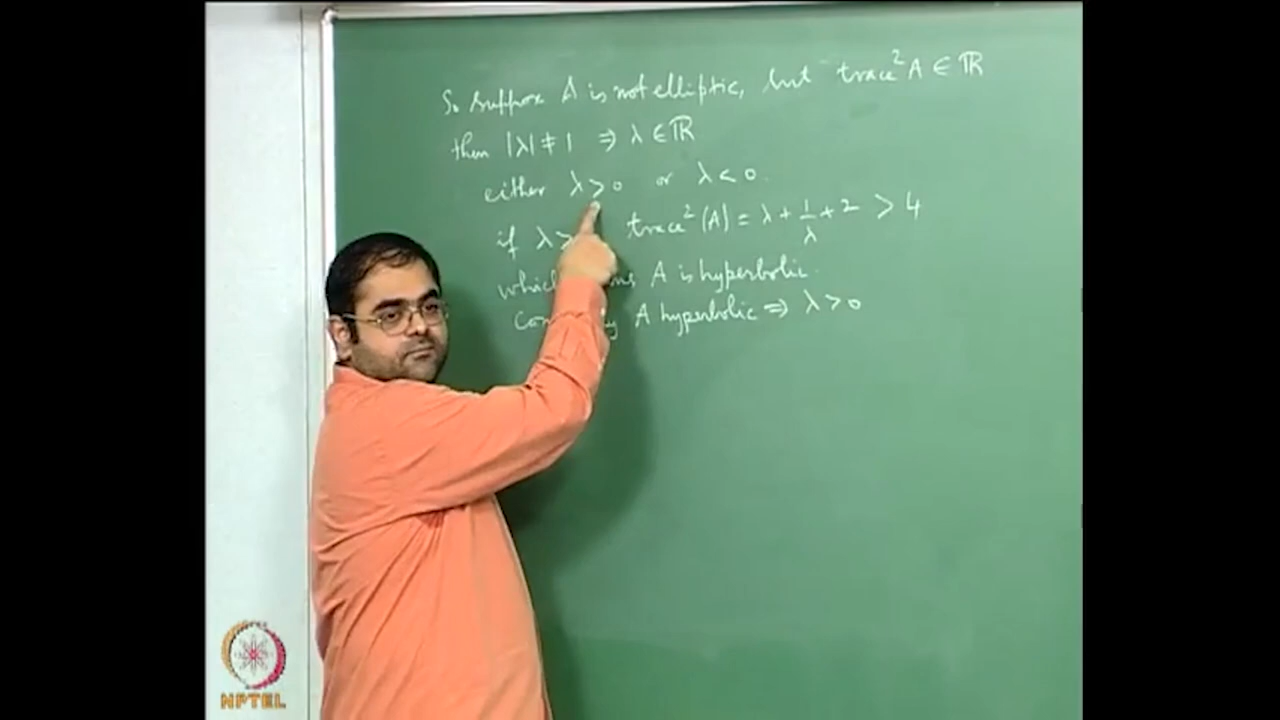 So suppose A is not elliptic, but trace² A ∈ ℝ
then |λ| ≠ 1 ⇒ λ ∈ ℝ
either λ > 0 or λ < 0.
if λ > trace² (A) = λ + 1/λ + 2 > 4
which A is hyperbolic.
A hyperbolic ⇒ λ > 0
NPTEL